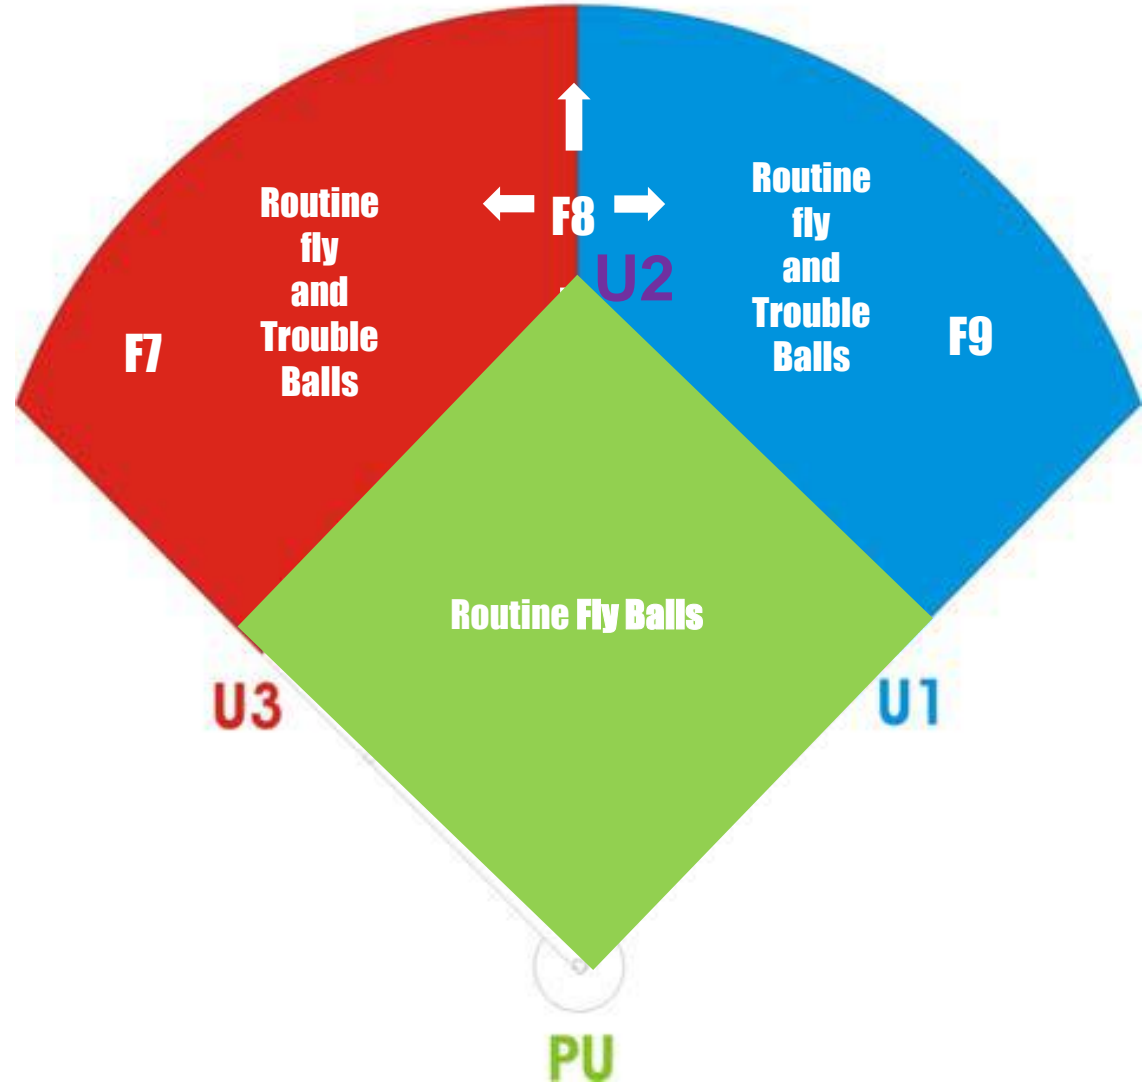 Routine
fly
and
Trouble
Balls
Routine
fly
and
Trouble
Balls
F8
U2
F7
F9
Routine Fly Balls
U3
U1
PU